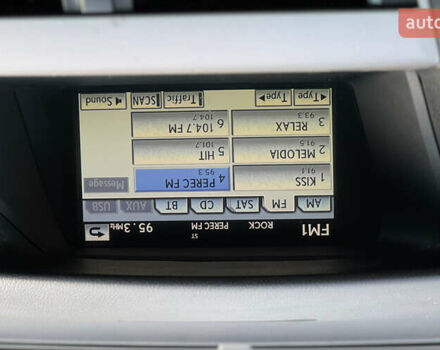 FM1 ROCK ST PEREC FM 95.3MHz
AM FM SAT CD BT AUX USB
1 KISS 91.1
4 PEREC FM 95.3
Message
2 MELODIA 91.5
5 HIT 101.7
3 RELAX 93.3
6 104.7 FM 104.7
◄Type Type► Traffic SCAN Sound
auto